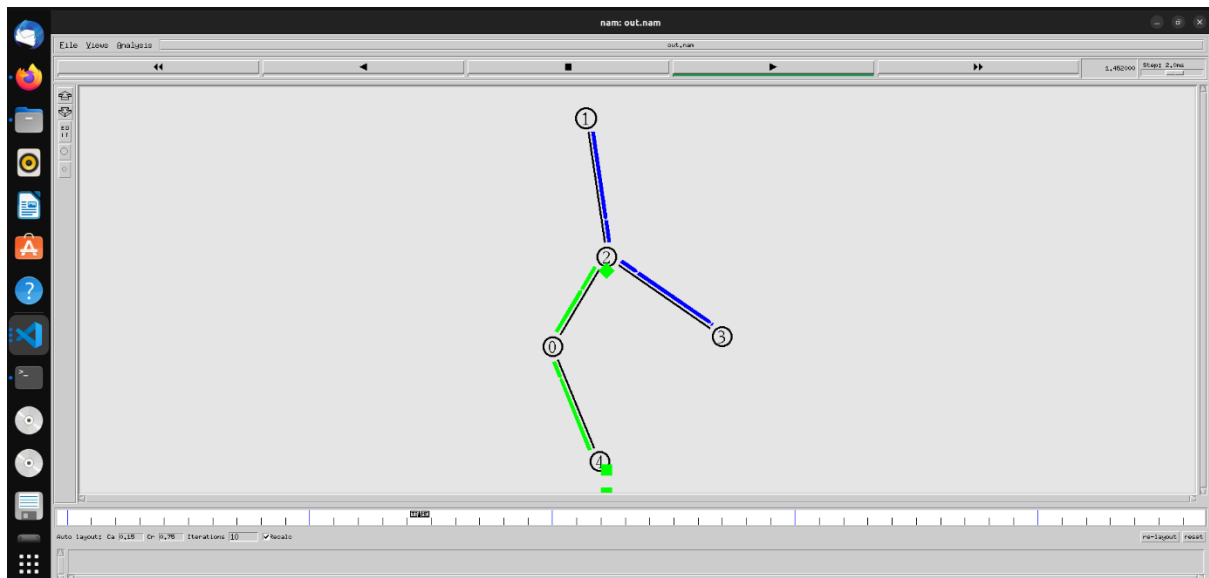 nam: out.nam
File Views Analysis out.nam
1.452000 Step: 2.0ms
1
2
3
0
4
Auto layout: Ca 0.15 Cr 0.75 Iterations 10 Recalc re-layout reset